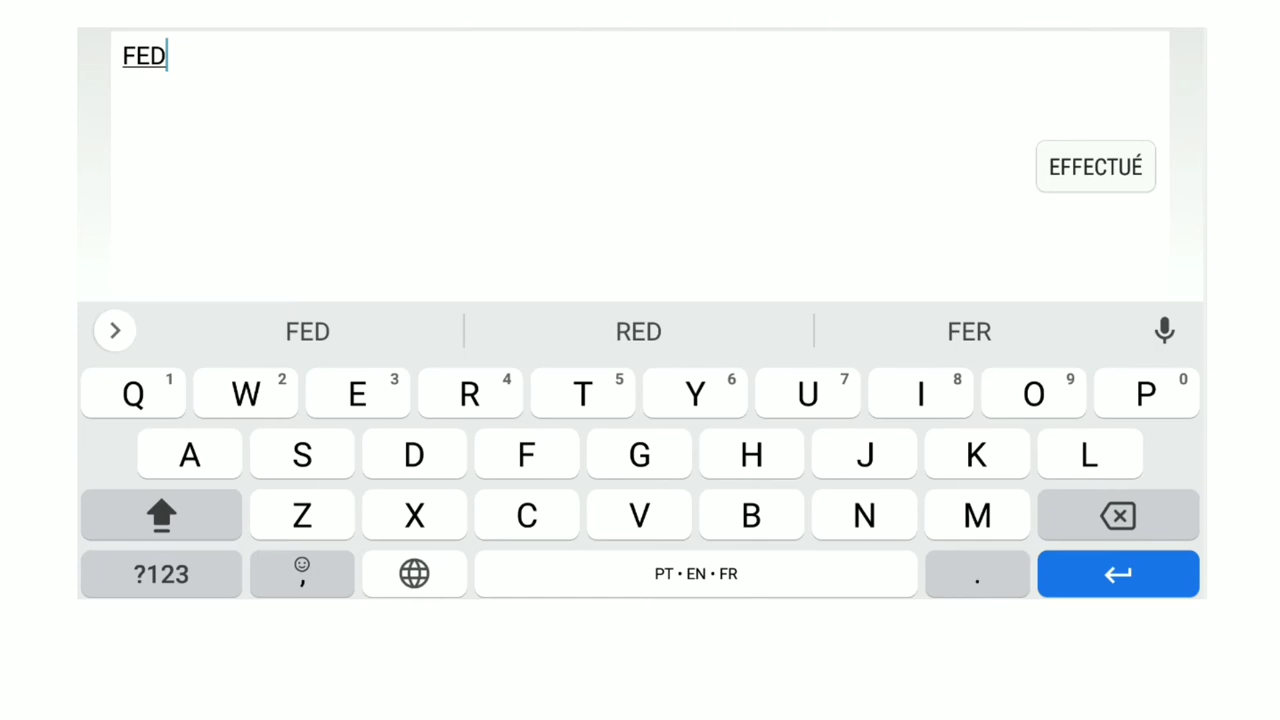 FED
EFFECTUÉ
FED RED FER
Q 1 W 2 E 3 R 4 T 5 Y 6 U 7 I 8 O 9 P 0
A S D F G H J K L
Z X C V B N M
?123 , PT • EN • FR .